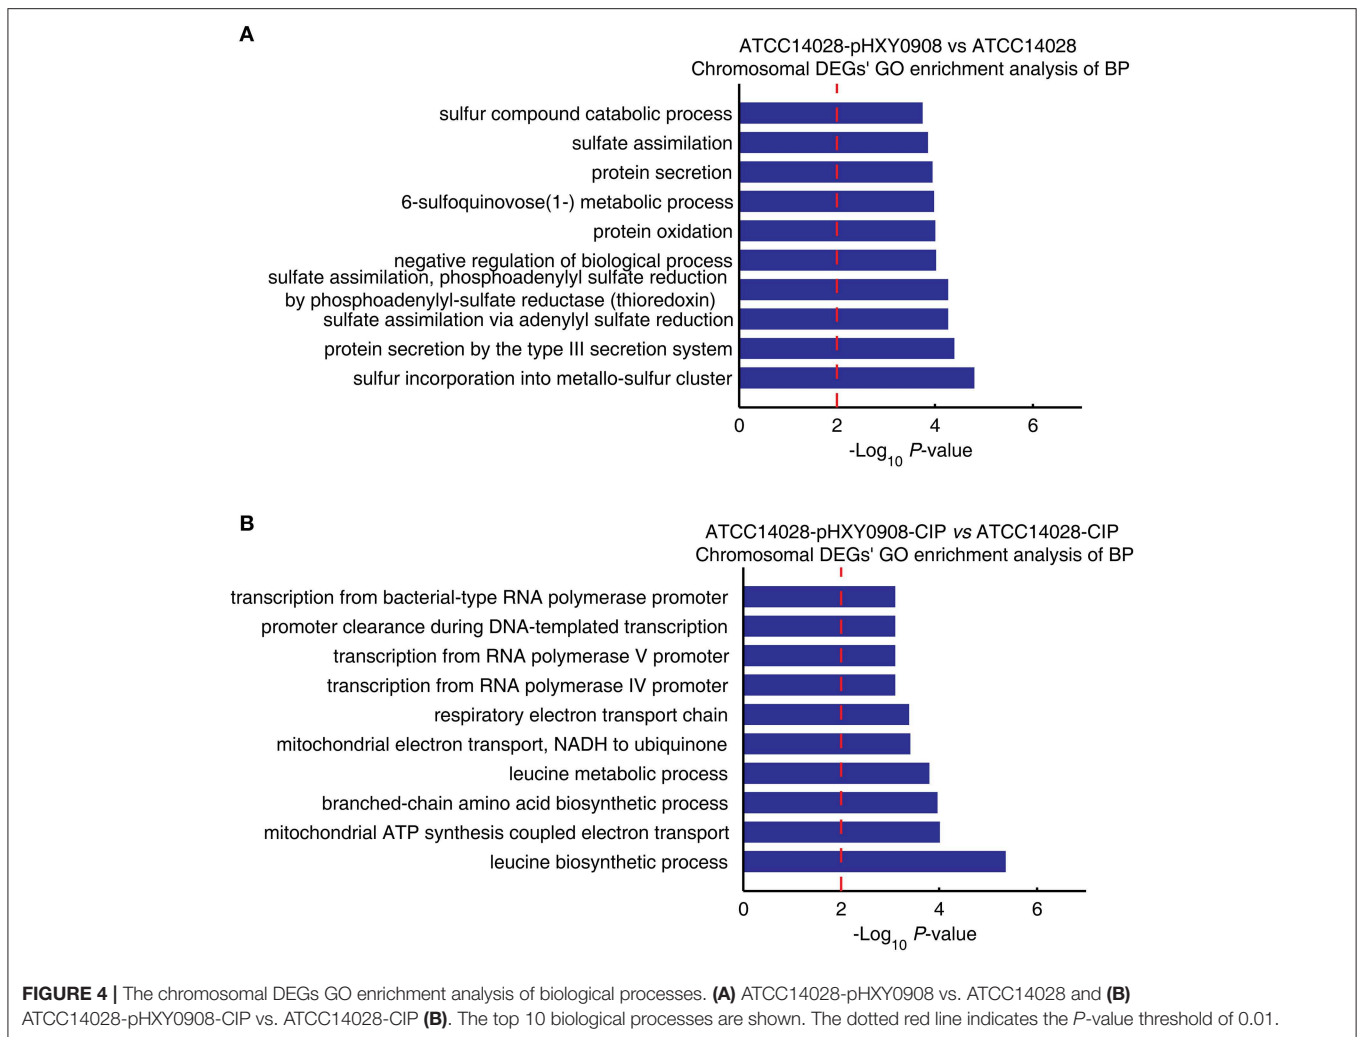 A
ATCC14028-pHXY0908 vs ATCC14028
Chromosomal DEGs' GO enrichment analysis of BP
sulfur compound catabolic process
sulfate assimilation
protein secretion
6-sulfoquinovose(1-) metabolic process
protein oxidation
negative regulation of biological process
sulfate assimilation, phosphoadenylyl sulfate reduction
by phosphoadenylyl-sulfate reductase (thioredoxin)
sulfate assimilation via adenylyl sulfate reduction
protein secretion by the type III secretion system
sulfur incorporation into metallo-sulfur cluster
0 2 4 6
-Log10 P-value
B
ATCC14028-pHXY0908-CIP vs ATCC14028-CIP
Chromosomal DEGs' GO enrichment analysis of BP
transcription from bacterial-type RNA polymerase promoter
promoter clearance during DNA-templated transcription
transcription from RNA polymerase V promoter
transcription from RNA polymerase IV promoter
respiratory electron transport chain
mitochondrial electron transport, NADH to ubiquinone
leucine metabolic process
branched-chain amino acid biosynthetic process
mitochondrial ATP synthesis coupled electron transport
leucine biosynthetic process
0 2 4 6
-Log10 P-value
FIGURE 4 | The chromosomal DEGs GO enrichment analysis of biological processes. (A) ATCC14028-pHXY0908 vs. ATCC14028 and (B)
ATCC14028-pHXY0908-CIP vs. ATCC14028-CIP (B). The top 10 biological processes are shown. The dotted red line indicates the P-value threshold of 0.01.